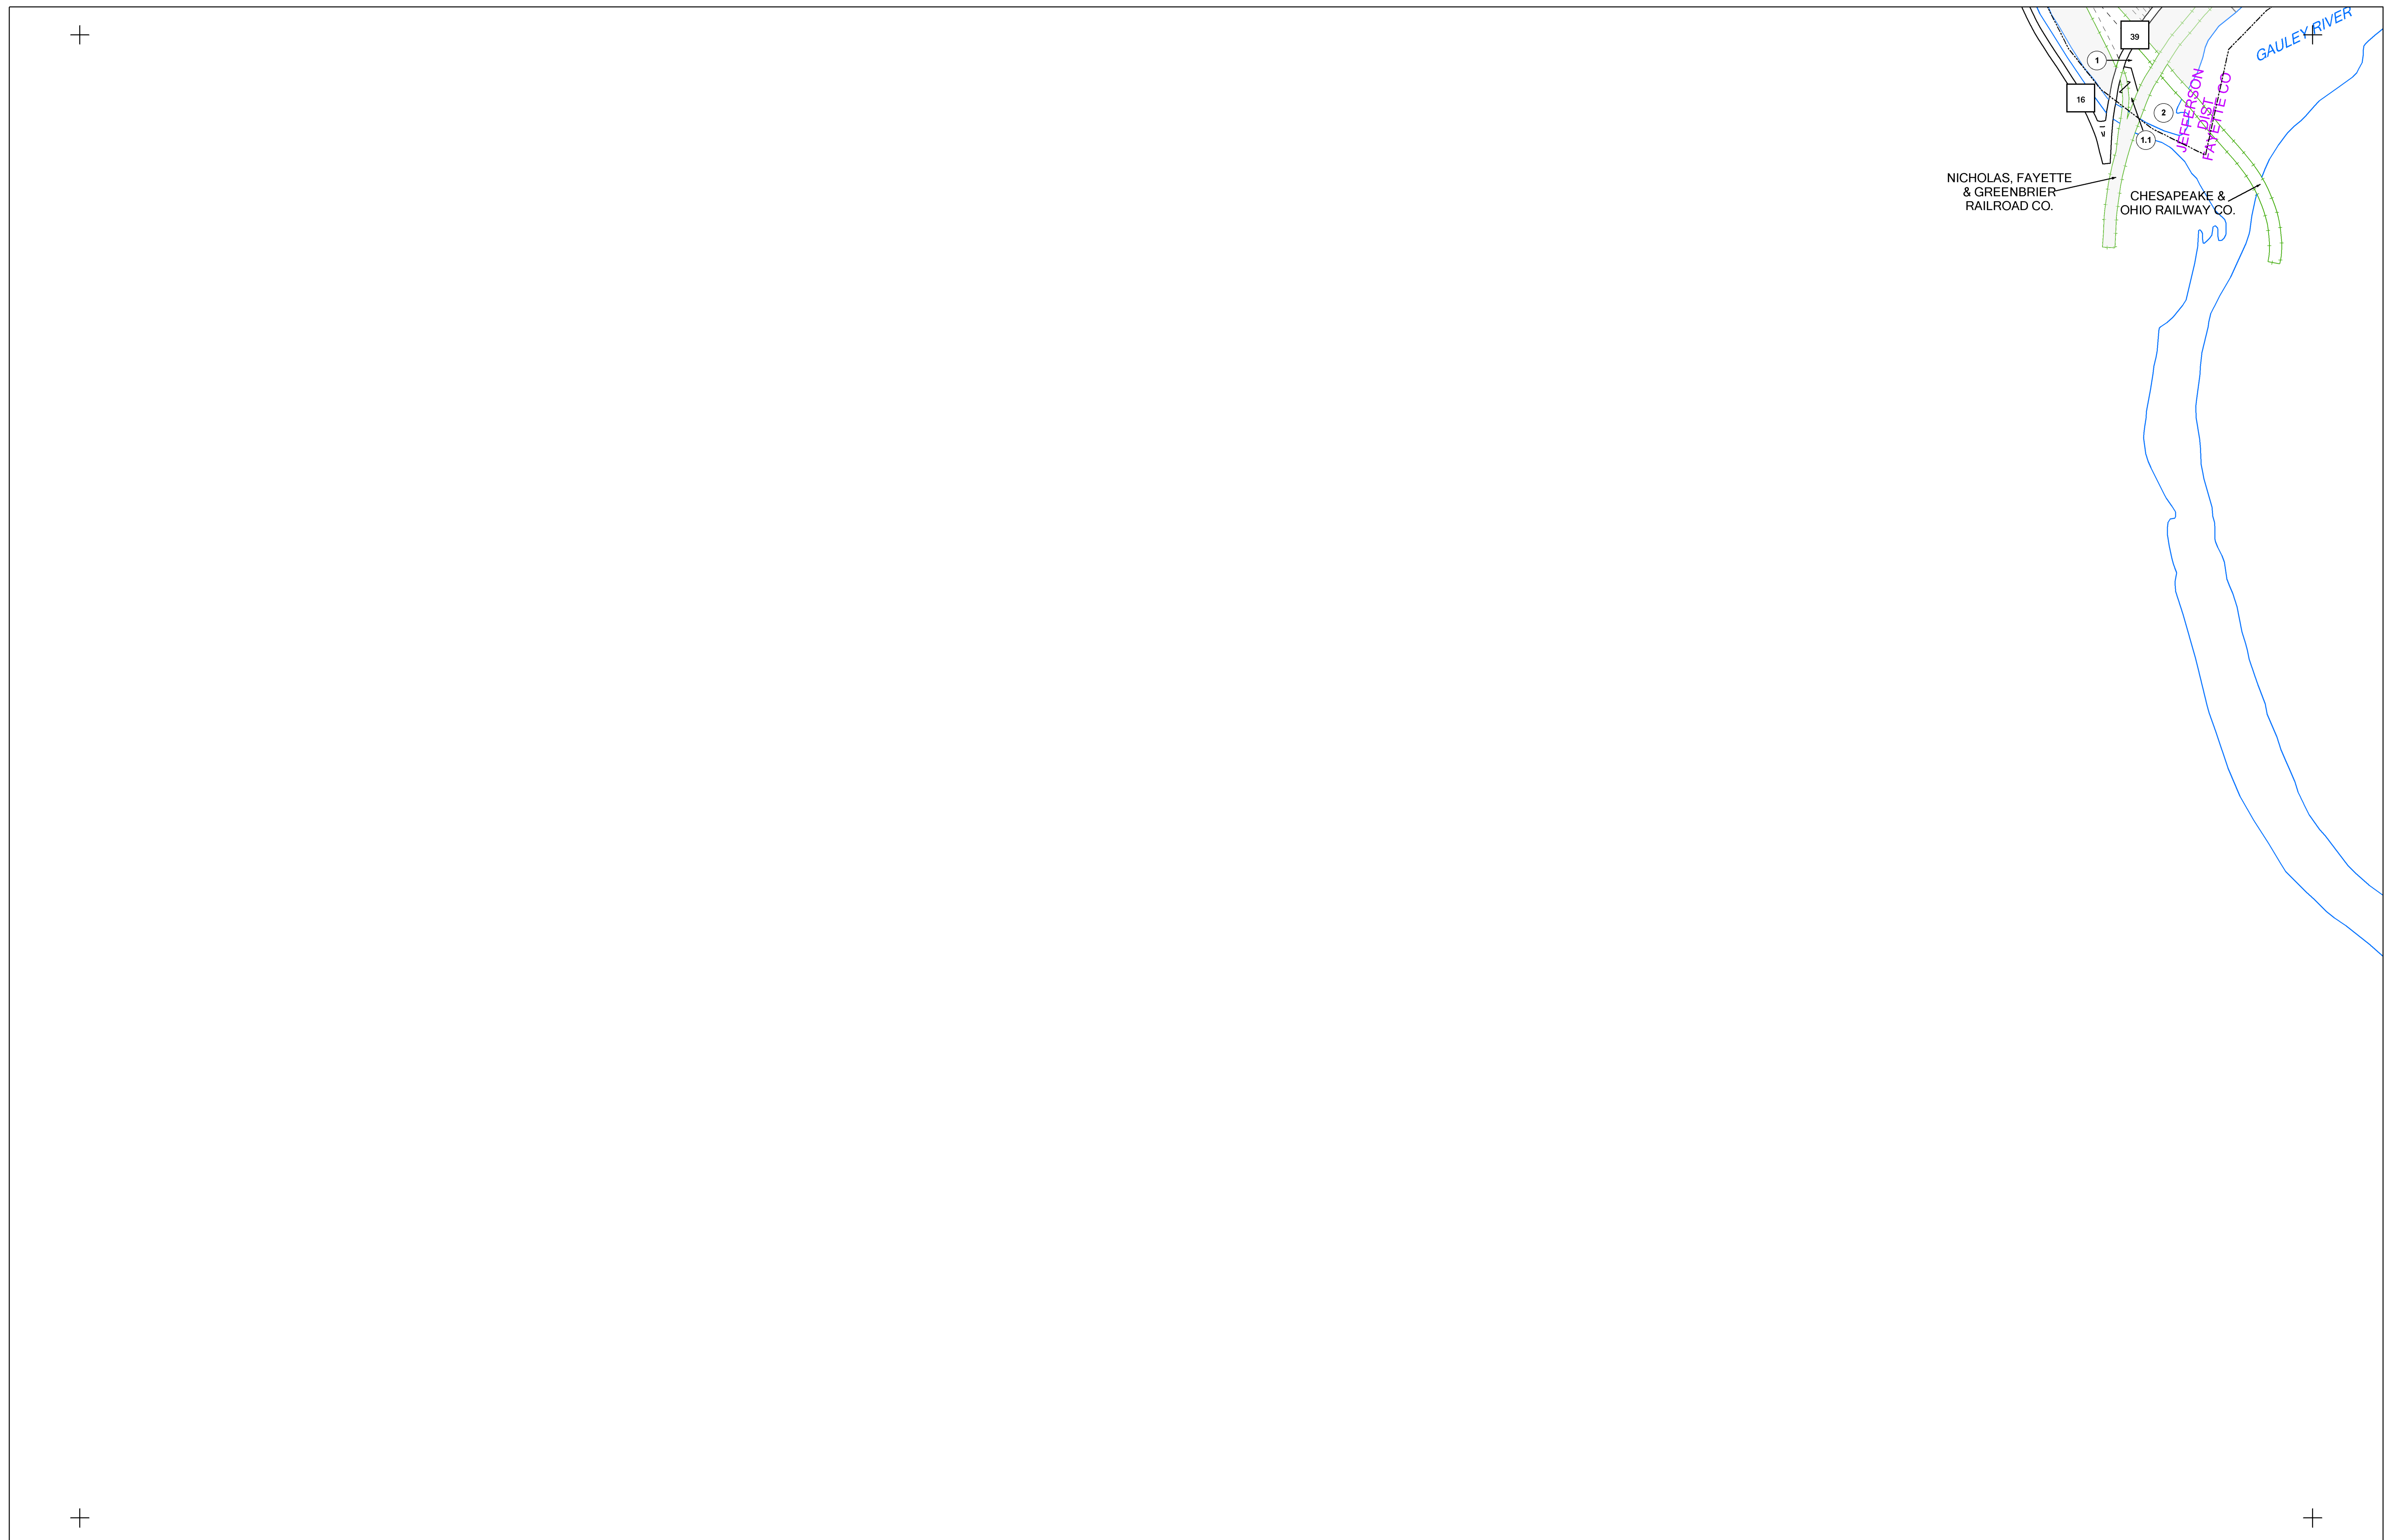 GAULEY RIVER
39
1
16
2
JEFFERSON
DIST
FAYETTE CO
1.1
NICHOLAS, FAYETTE
& GREENBRIER
RAILROAD CO.
CHESAPEAKE &
OHIO RAILWAY CO.